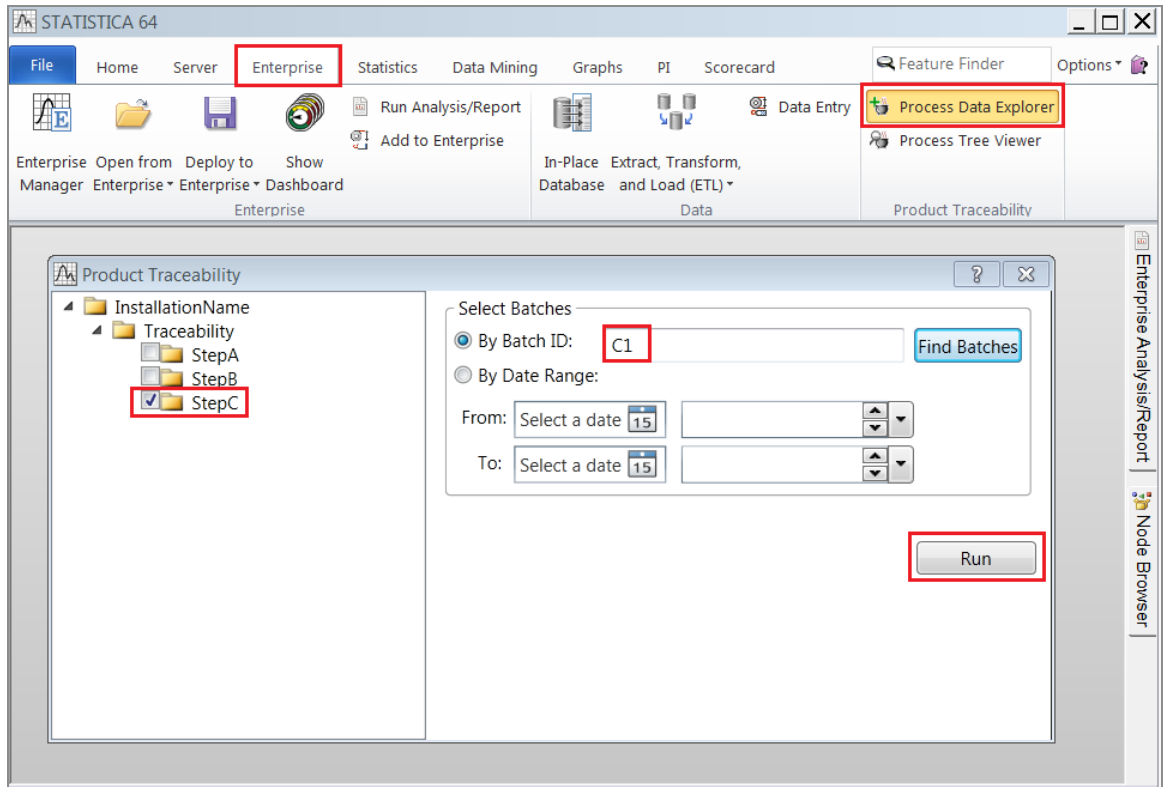 STATISTICA 64
File Home Server Enterprise Statistics Data Mining Graphs PI Scorecard Feature Finder Options
Enterprise Manager
Open from Enterprise
Deploy to Enterprise
Show Dashboard
Run Analysis/Report
Add to Enterprise
Enterprise
In-Place Database
Extract, Transform, and Load (ETL)
Data Entry
Data
Process Data Explorer
Process Tree Viewer
Product Traceability
Product Traceability
InstallationName
Traceability
StepA
StepB
StepC
Select Batches
By Batch ID: C1 Find Batches
By Date Range:
From: Select a date 15
To: Select a date 15
Run
Enterprise Analysis/Report
Node Browser